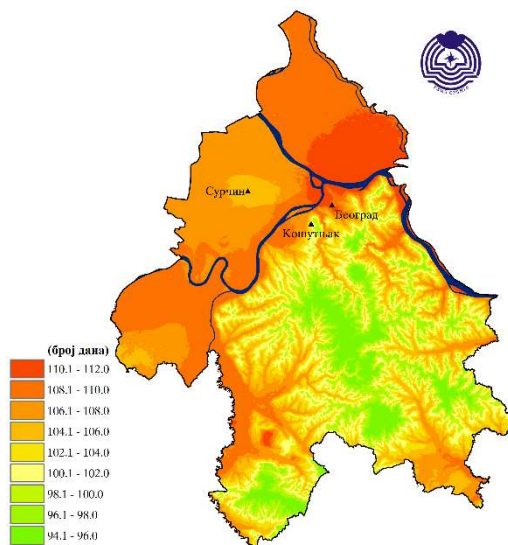 Сурчин
Београд
Кошутњак
(број дана)
110.1 - 112.0
108.1 - 110.0
106.1 - 108.0
104.1 - 106.0
102.1 - 104.0
100.1 - 102.0
98.1 - 100.0
96.1 - 98.0
94.1 - 96.0